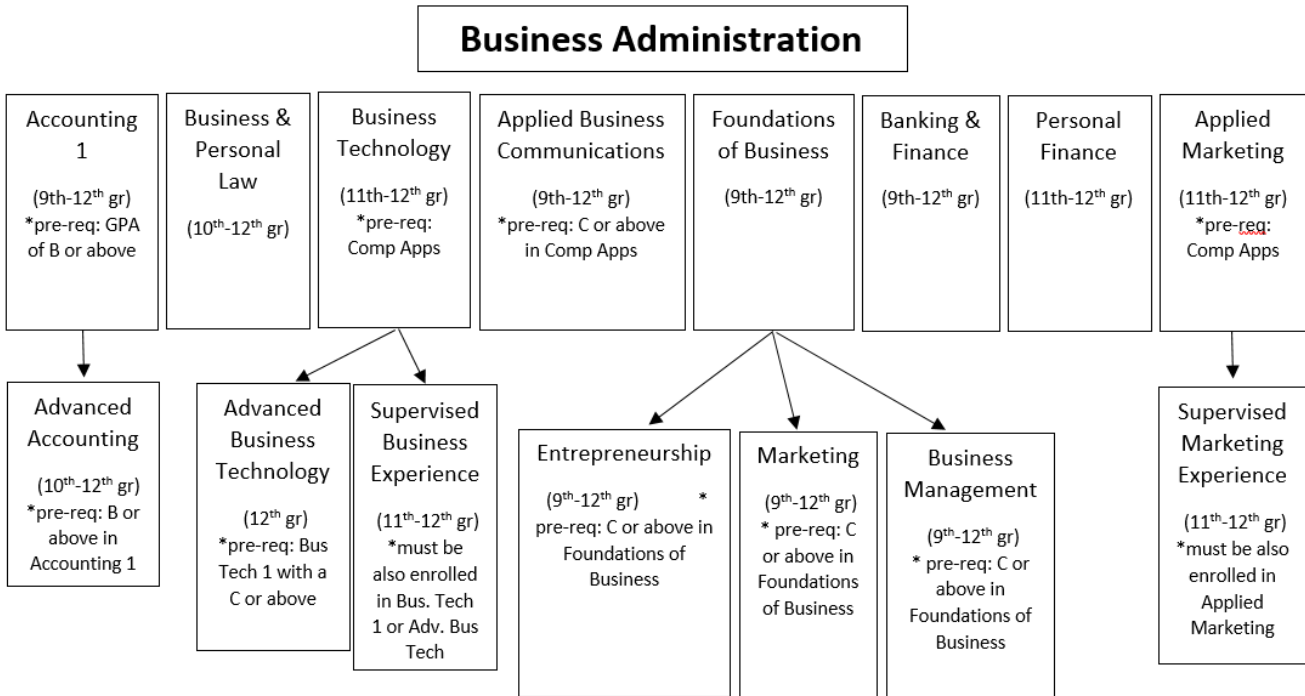 Business Administration
Accounting
1
(9th-12th gr)
*pre-req: GPA
of B or above
Business &
Personal
Law
(10th-12th gr)
Business
Technology
(11th-12th gr)
*pre-req:
Comp Apps
Applied Business
Communications
(9th-12th gr)
*pre-req: C or above
in Comp Apps
Foundations
of Business
(9th-12th gr)
Banking &
Finance
(9th-12th gr)
Personal
Finance
(11th-12th gr)
Applied
Marketing
(11th-12th gr)
*pre-req:
Comp Apps
Advanced
Accounting
(10th-12th gr)
*pre-req: B or
above in
Accounting 1
Advanced
Business
Technology
(12th gr)
*pre-req: Bus
Tech 1 with a
C or above
Supervised
Business
Experience
(11th-12th gr)
*must be
also enrolled
in Bus. Tech
1 or Adv. Bus
Tech
Entrepreneurship
(9th-12th gr) *
pre-req: C or above in
Foundations of
Business
Marketing
(9th-12th gr)
* pre-req: C
or above in
Foundations
of Business
Business
Management
(9th-12th gr)
* pre-req: C or
above in
Foundations of
Business
Supervised
Marketing
Experience
(11th-12th gr)
*must be also
enrolled in
Applied
Marketing